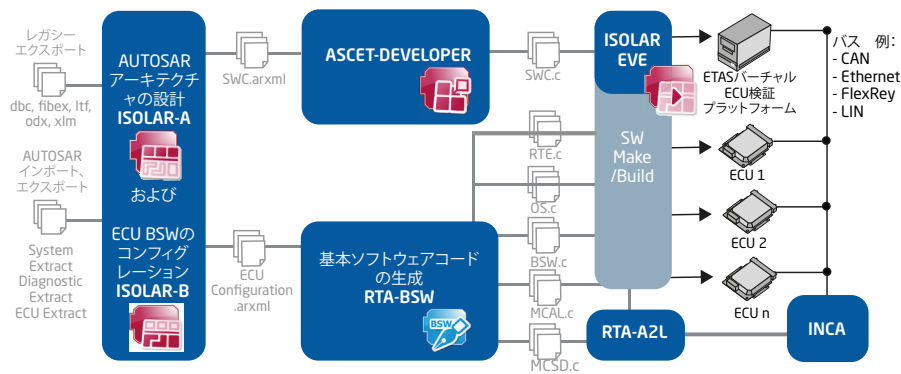 レガシー
エクスポート
dbc, fibex, ltf,
odx, xlm
AUTOSAR
インポート、
エクスポート
System
Extract
Diagnostic
Extract
ECU Extract
AUTOSAR
アーキテクチ
ャの設計
ISOLAR-A
および
ECU BSWの
コンフィグ
レーション
ISOLAR-B
SWC.arxml
ECU
Configuration
.arxml
ASCET-DEVELOPER
基本ソフトウェアコード
の生成
RTA-BSW
BSW
SWC.c
RTE.c
OS.c
BSW.c
MCAL.c
MCSD.c
ISOLAR
EVE
SW
Make
/Build
RTA-A2L
ETASバーチャル
ECU検証
プラットフォーム
ECU 1
ECU 2
ECU n
INCA
バス 例:
- CAN
- Ethernet
- FlexRey
- LIN